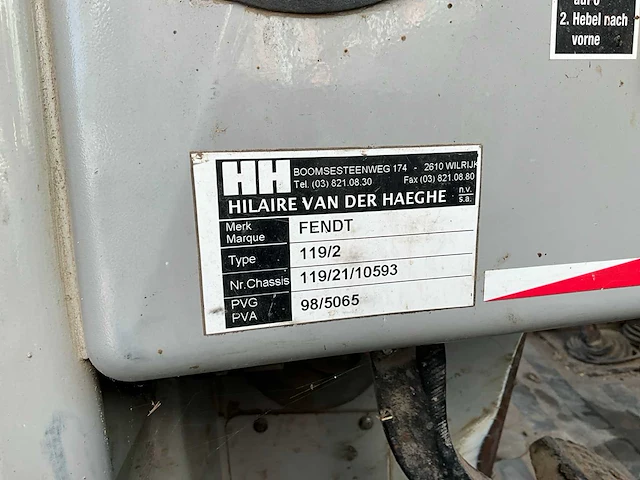 auf 0
2. Hebel nach
vorne
HH
BOOMSESTEENWEG 174 - 2610 WILRIJK
Tel. (03) 821.08.30 Fax (03) 821.08.80
HILAIRE VAN DER HAEGHE n.v. s.a.
Merk
Marque FENDT
Type 119/2
Nr.Chassis 119/21/10593
PVG
PVA 98/5065